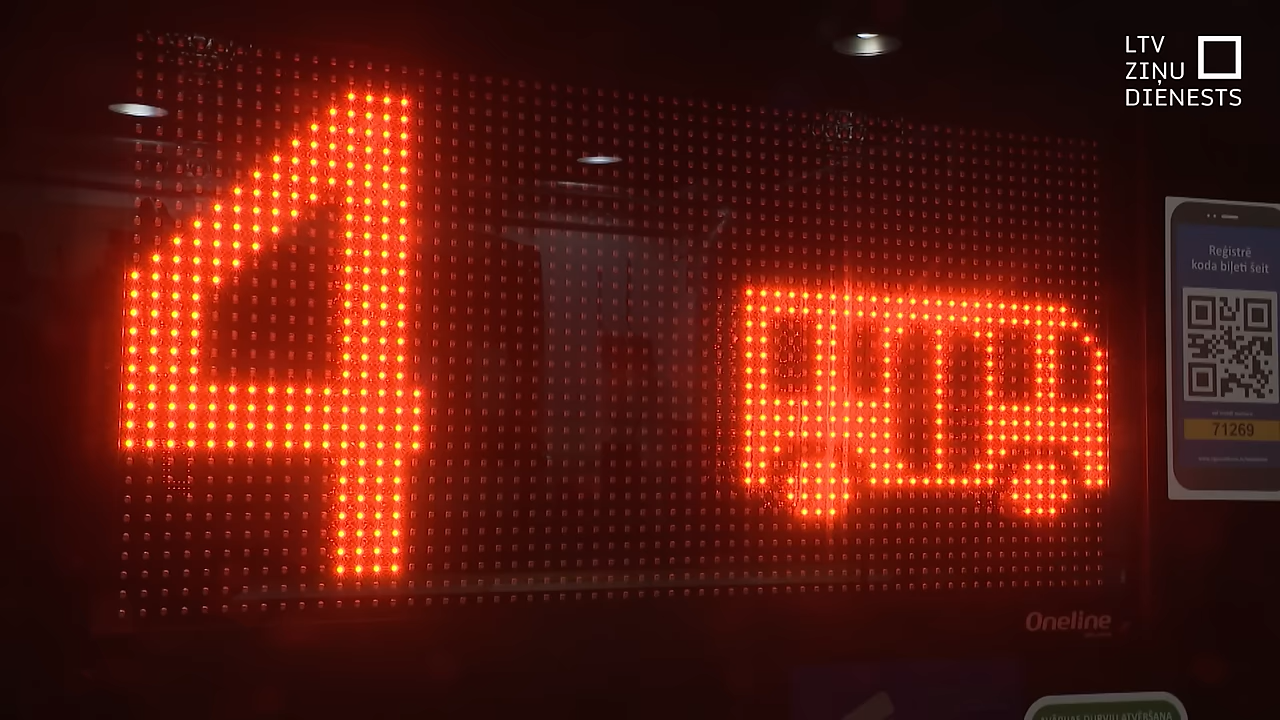 LTV
ZIŅU
DIENESTS
4
Reģistrē
koda biļeti šeit
71269
Oneline